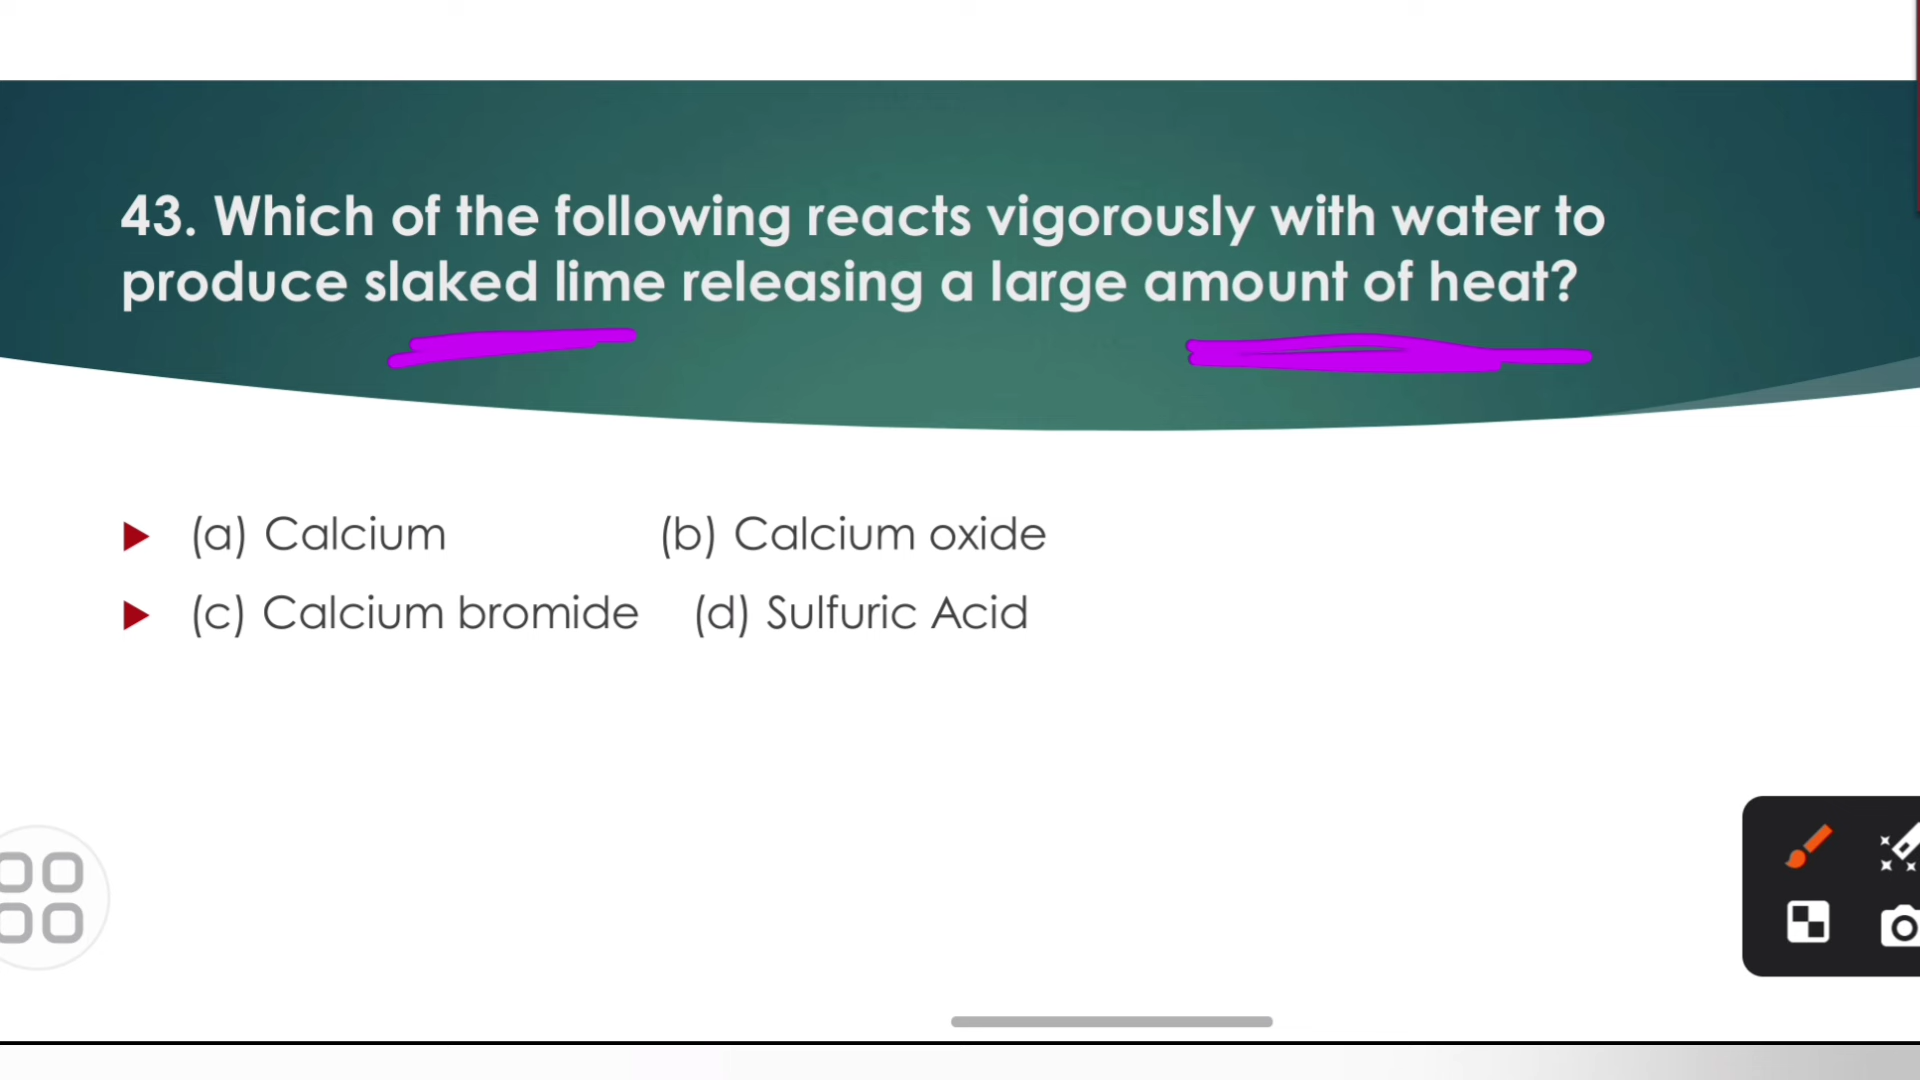 43. Which of the following reacts vigorously with water to
produce slaked lime releasing a large amount of heat?
(a) Calcium (b) Calcium oxide
(c) Calcium bromide (d) Sulfuric Acid